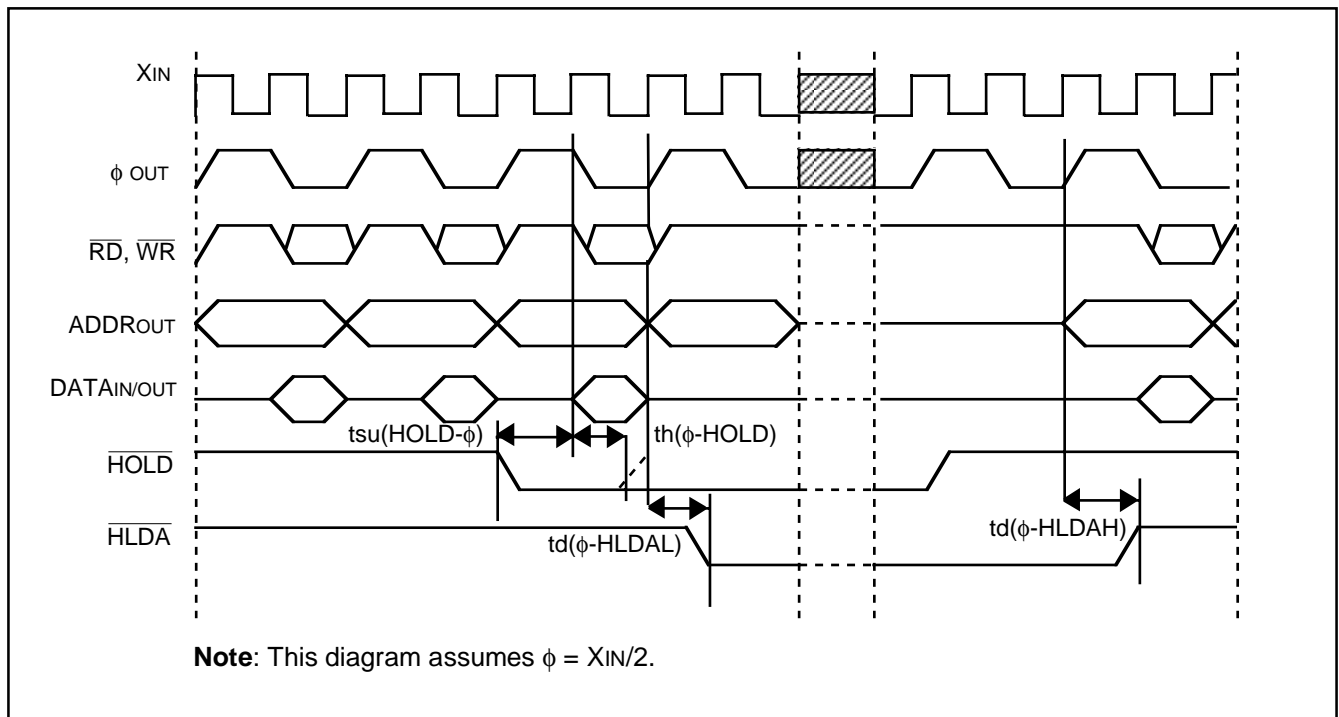 XIN
ϕ OUT
RD, WR
ADDROUT
DATAIN/OUT
tsu(HOLD-ϕ)
th(ϕ-HOLD)
HOLD
HLDA
td(ϕ-HLDAL)
td(ϕ-HLDAH)
Note: This diagram assumes ϕ = XIN/2.